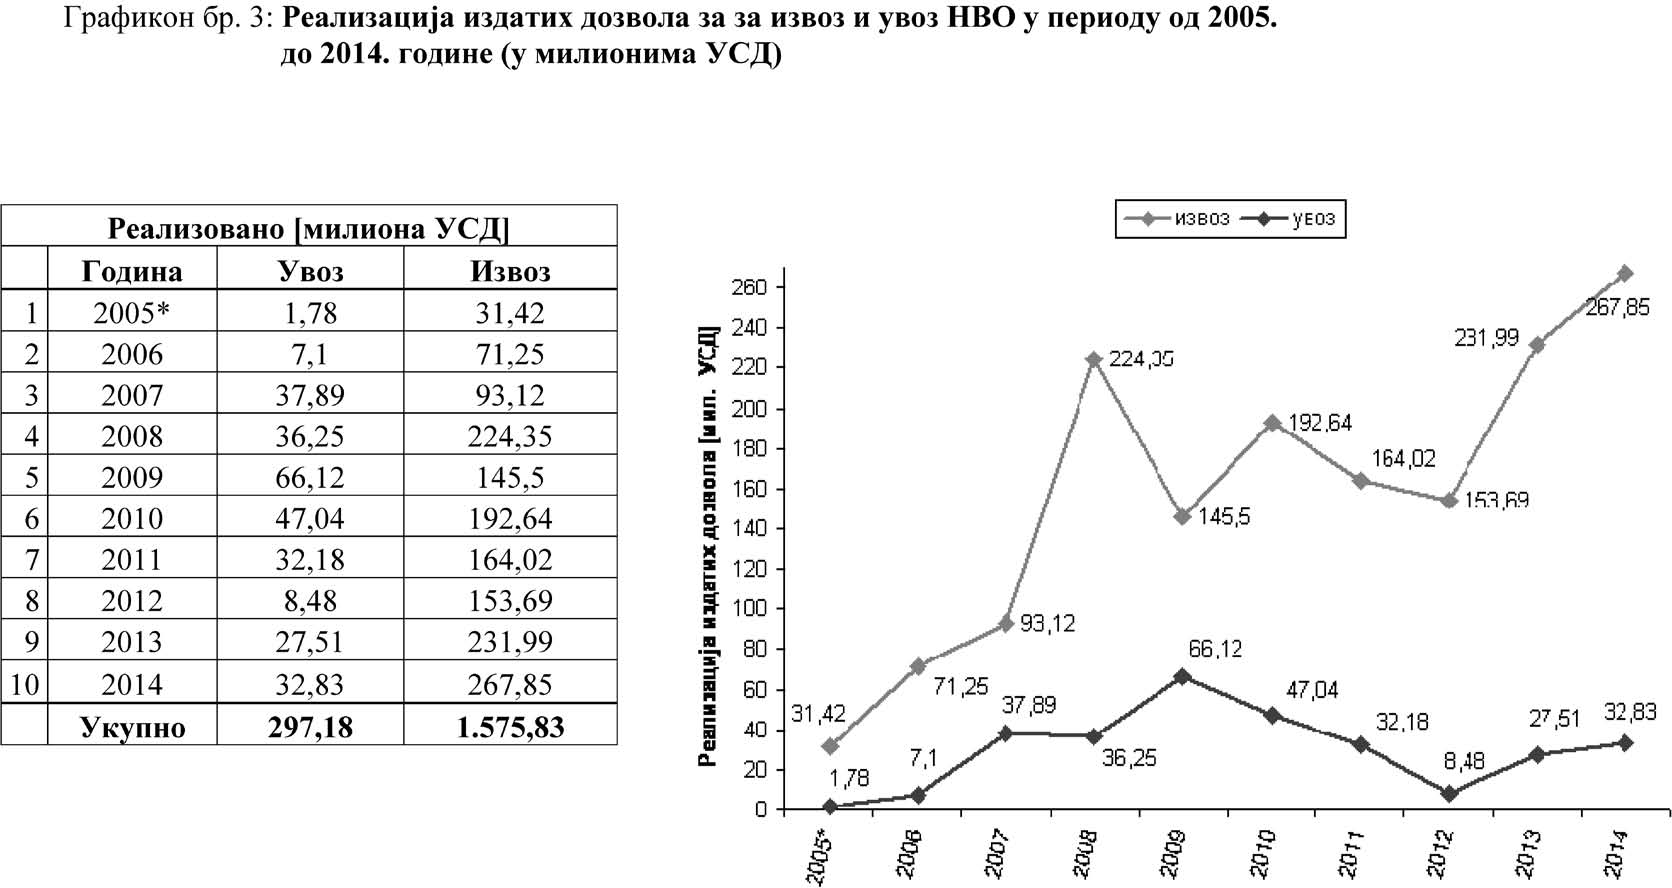 Графикон бр. 3: Реализација издатих дозвола за за извоз и увоз НВО у периоду од 2005.
до 2014. године (у милионима УСД)
Реализовано [милиона УСД]
Година Увоз Извоз
1 2005* 1,78 31,42
2 2006 7,1 71,25
3 2007 37,89 93,12
4 2008 36,25 224,35
5 2009 66,12 145,5
6 2010 47,04 192,64
7 2011 32,18 164,02
8 2012 8,48 153,69
9 2013 27,51 231,99
10 2014 32,83 267,85
Укупно 297,18 1.575,83
извоз увоз
Реализација издатих дозвола [мил. УСД]
260
240
220
200
180
160
140
120
100
80
60
40
20
0
31,42
71,25
93,12
224,35
145,5
192,64
164,02
153,69
231,99
267,85
1,78
7,1
37,89
36,25
66,12
47,04
32,18
8,48
27,51
32,83
2005*
2006
2007
2008
2009
2010
2011
2012
2013
2014